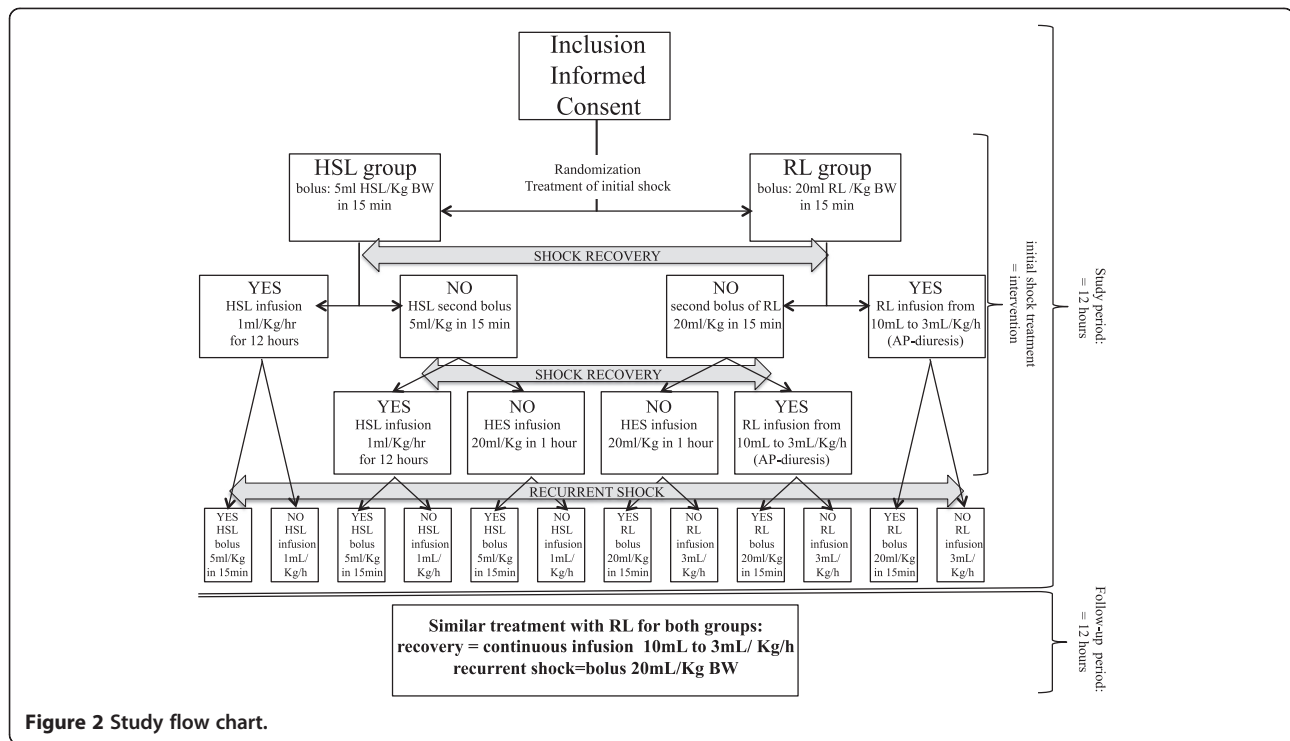 Inclusion
Informed
Consent
Randomization
Treatment of initial shock
HSL group
bolus: 5ml HSL/Kg BW
in 15 min
RL group
bolus: 20ml RL /Kg BW
in 15 min
SHOCK RECOVERY
YES
HSL infusion
1ml/Kg/hr
for 12 hours
NO
HSL second bolus
5ml/Kg in 15 min
NO
second bolus of RL
20ml/Kg in 15 min
YES
RL infusion from
10mL to 3mL/Kg/h
(AP-diuresis)
SHOCK RECOVERY
YES
HSL infusion
1ml/Kg/hr
for 12 hours
NO
HES infusion
20ml/Kg in 1 hour
NO
HES infusion
20ml/Kg in 1 hour
YES
RL infusion from
10mL to 3mL/Kg/h
(AP-diuresis)
RECURRENT SHOCK
YES
HSL
bolus
5ml/Kg
in 15min
NO
HSL
infusion
1mL/
Kg/h
YES
HSL
bolus
5ml/Kg
in 15min
NO
HSL
infusion
1mL/
Kg/h
YES
HSL
bolus
5ml/Kg
in 15min
NO
HSL
infusion
1mL/
Kg/h
YES
RL
bolus
20ml/Kg
in 15min
NO
RL
infusion
3mL/
Kg/h
YES
RL
bolus
20ml/Kg
in 15min
NO
RL
infusion
3mL/
Kg/h
YES
RL
bolus
20ml/Kg
in 15min
NO
RL
infusion
3mL/
Kg/h
initial shock treatment
= intervention
Study period:
= 12 hours
Similar treatment with RL for both groups:
recovery = continuous infusion 10mL to 3mL/ Kg/h
recurrent shock=bolus 20mL/Kg BW
Follow-up period:
= 12 hours
Figure 2 Study flow chart.